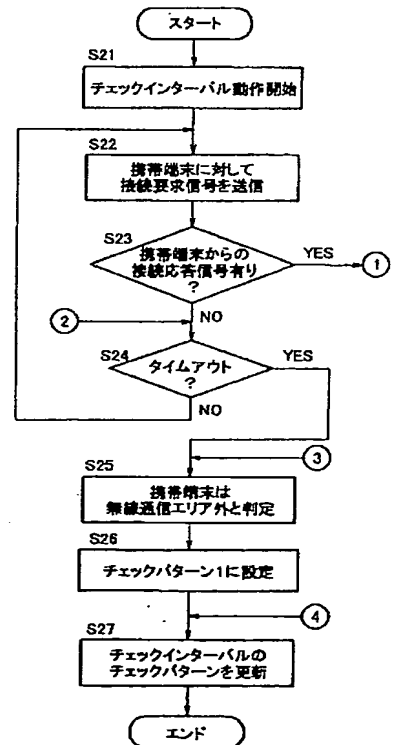 スタート
S21
チェックインターバル動作開始
S22
携帯端末に対して
接続要求信号を送信
S23
携帯端末からの
接続応答信号有り
?
YES
1
NO
2
S24
タイムアウト
?
YES
NO
3
S25
携帯端末は
無線通信エリア外と判定
S26
チェックパターン1に設定
4
S27
チェックインターバルの
チェックパターンを更新
エンド